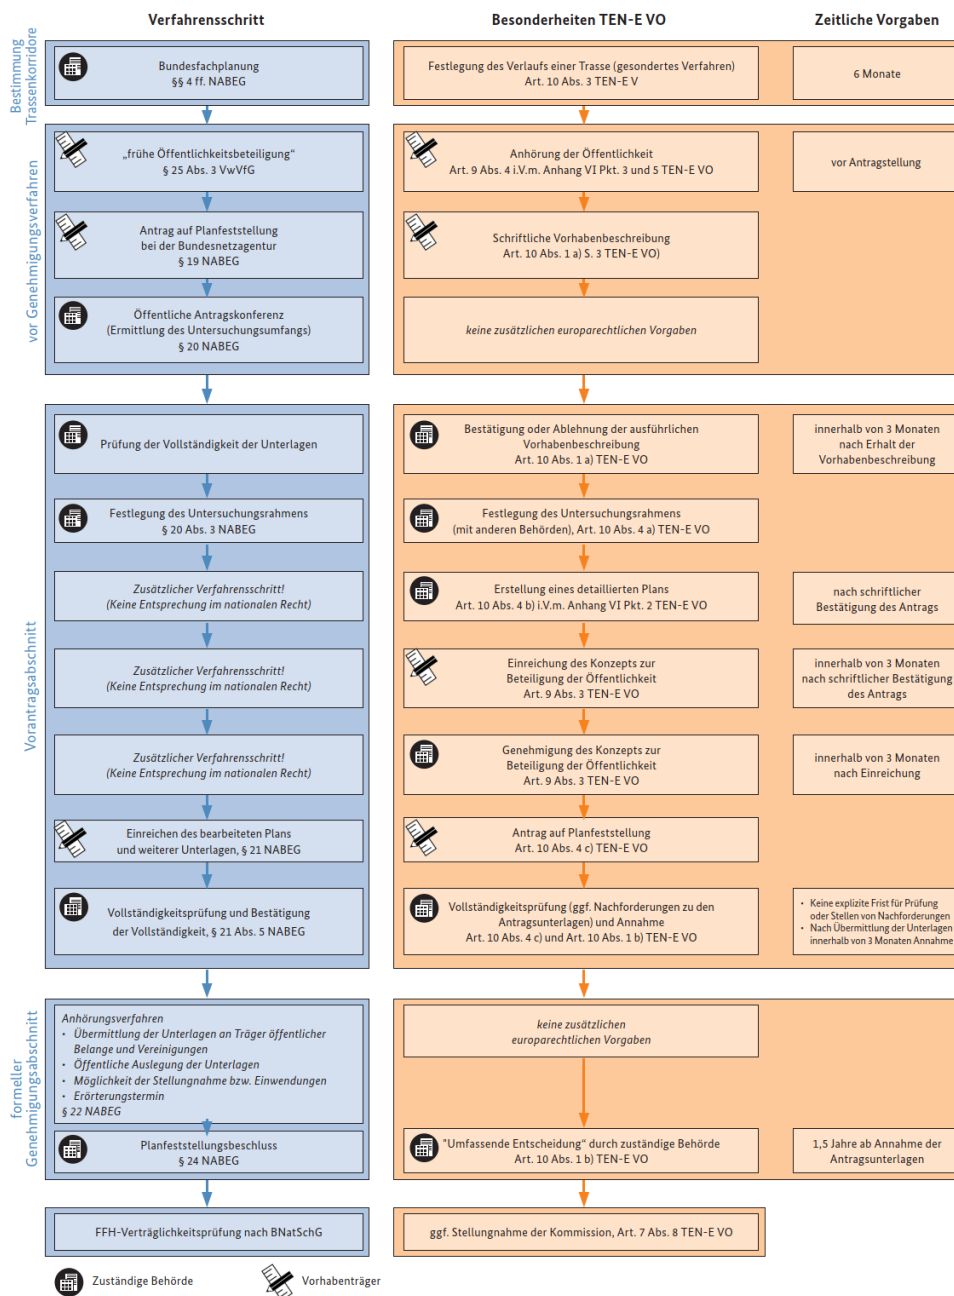 Verfahrensschritt
Besonderheiten TEN-E VO
Zeitliche Vorgaben
Bestimmung
Trassenkorridore
Bundesfachplanung
§§ 4 ff. NABEG
Festlegung des Verlaufs einer Trasse (gesondertes Verfahren)
Art. 10 Abs. 3 TEN-E V
6 Monate
vor Genehmigungsverfahren
„frühe Öffentlichkeitsbeteiligung“
§ 25 Abs. 3 VwVfG
Anhörung der Öffentlichkeit
Art. 9 Abs. 4 i.V.m. Anhang VI Pkt. 3 und 5 TEN-E VO
vor Antragstellung
Antrag auf Planfeststellung
bei der Bundesnetzagentur
§ 19 NABEG
Schriftliche Vorhabenbeschreibung
Art. 10 Abs. 1 a) S. 3 TEN-E VO)
Öffentliche Antragskonferenz
(Ermittlung des Untersuchungsumfangs)
§ 20 NABEG
keine zusätzlichen europarechtlichen Vorgaben
Vorantragsabschnitt
Prüfung der Vollständigkeit der Unterlagen
Bestätigung oder Ablehnung der ausführlichen
Vorhabenbeschreibung
Art. 10 Abs. 1 a) TEN-E VO
innerhalb von 3 Monaten
nach Erhalt der
Vorhabenbeschreibung
Festlegung des Untersuchungsrahmens
§ 20 Abs. 3 NABEG
Festlegung des Untersuchungsrahmens
(mit anderen Behörden), Art. 10 Abs. 4 a) TEN-E VO
Zusätzlicher Verfahrensschritt!
(Keine Entsprechung im nationalen Recht)
Erstellung eines detaillierten Plans
Art. 10 Abs. 4 b) i.V.m. Anhang VI Pkt. 2 TEN-E VO
nach schriftlicher
Bestätigung des Antrags
Zusätzlicher Verfahrensschritt!
(Keine Entsprechung im nationalen Recht)
Einreichung des Konzepts zur
Beteiligung der Öffentlichkeit
Art. 9 Abs. 3 TEN-E VO
innerhalb von 3 Monaten
nach schriftlicher Bestätigung
des Antrags
Zusätzlicher Verfahrensschritt!
(Keine Entsprechung im nationalen Recht)
Genehmigung des Konzepts zur
Beteiligung der Öffentlichkeit
Art. 9 Abs. 3 TEN-E VO
innerhalb von 3 Monaten
nach Einreichung
Einreichen des bearbeiteten Plans
und weiterer Unterlagen, § 21 NABEG
Antrag auf Planfeststellung
Art. 10 Abs. 4 c) TEN-E VO
Vollständigkeitsprüfung und Bestätigung
der Vollständigkeit, § 21 Abs. 5 NABEG
Vollständigkeitsprüfung (ggf. Nachforderungen zu den
Antragsunterlagen) und Annahme
Art. 10 Abs. 4 c) und Art. 10 Abs. 1 b) TEN-E VO
• Keine explizite Frist für Prüfung
oder Stellen von Nachforderungen
• Nach Übermittlung der Unterlagen
innerhalb von 3 Monaten Annahme
formeller
Genehmigungsabschnitt
Anhörungsverfahren
• Übermittlung der Unterlagen an Träger öffentlicher
Belange und Vereinigungen
• Öffentliche Auslegung der Unterlagen
• Möglichkeit der Stellungnahme bzw. Einwendungen
• Erörterungstermin
§ 22 NABEG
keine zusätzlichen
europarechtlichen Vorgaben
Planfeststellungsbeschluss
§ 24 NABEG
"Umfassende Entscheidung“ durch zuständige Behörde
Art. 10 Abs. 1 b) TEN-E VO
1,5 Jahre ab Annahme der
Antragsunterlagen
FFH-Verträglichkeitsprüfung nach BNatSchG
ggf. Stellungnahme der Kommission, Art. 7 Abs. 8 TEN-E VO
Zuständige Behörde
Vorhabenträger